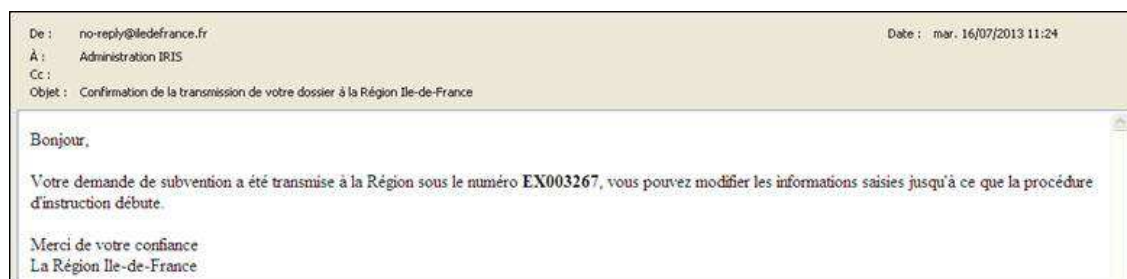 De : no-reply@iledefrance.fr Date : mar. 16/07/2013 11:24
À : Administration IRIS
Cc :
Objet : Confirmation de la transmission de votre dossier à la Région Ile-de-France
Bonjour,
Votre demande de subvention a été transmise à la Région sous le numéro EX003267, vous pouvez modifier les informations saisies jusqu'à ce que la procédure
d'instruction débute.
Merci de votre confiance
La Région Ile-de-France